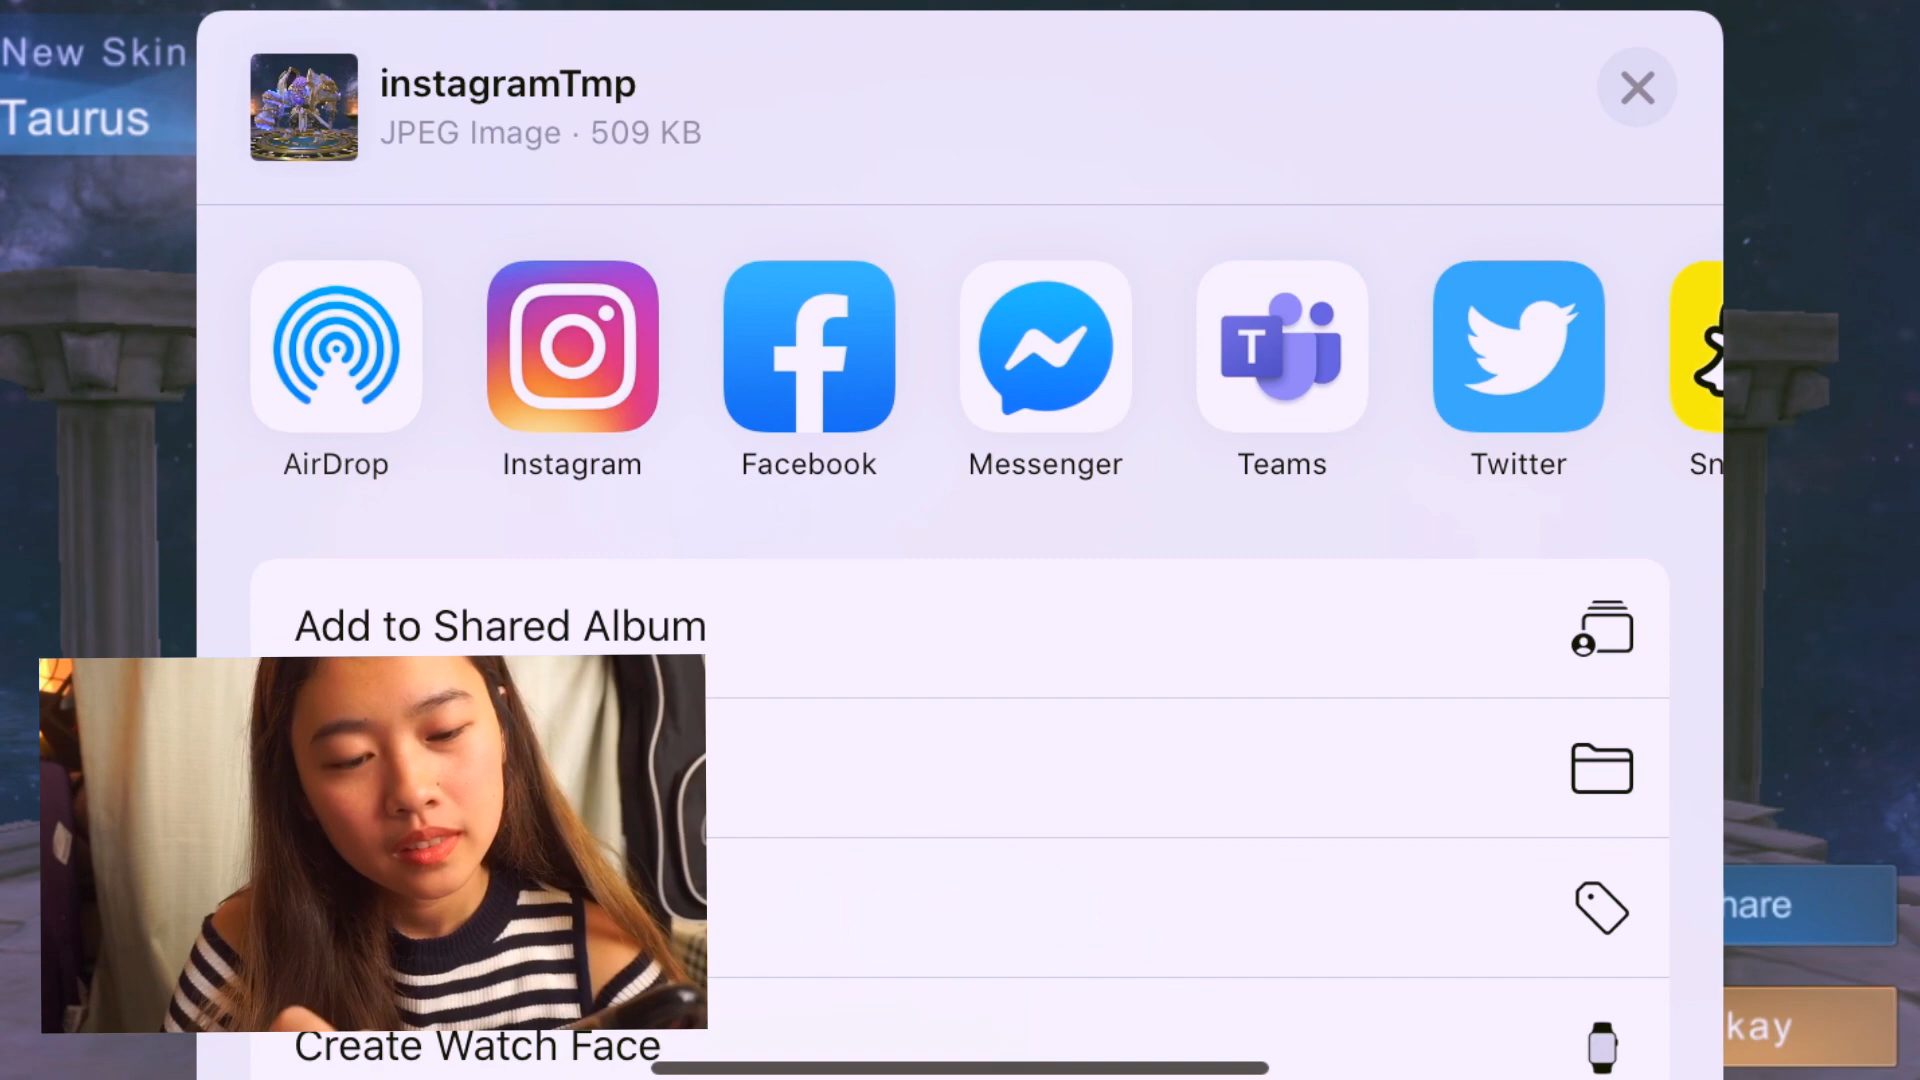 New Skin
Taurus
instagramTmp
JPEG Image · 509 KB
AirDrop
Instagram
Facebook
Messenger
T
Teams
Twitter
Sn
Add to Shared Album
Create Watch Face
hare
kay